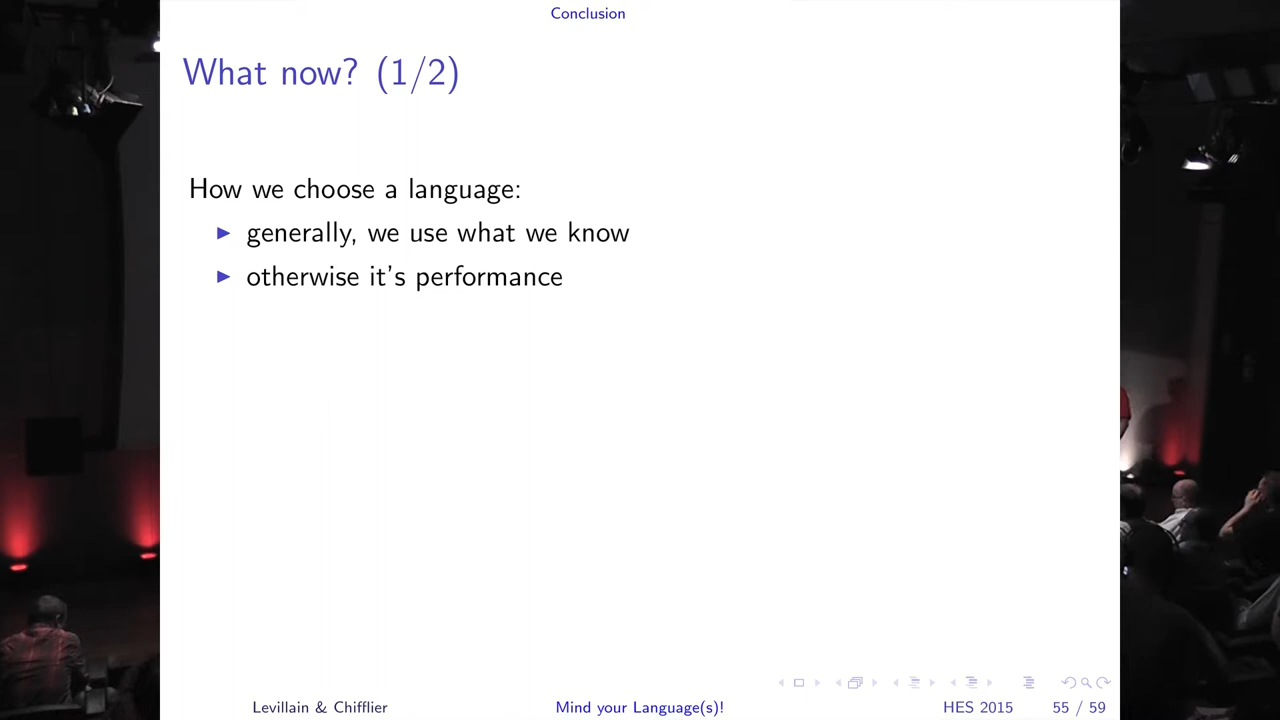 Conclusion
What now? (1/2)
How we choose a language:
generally, we use what we know
otherwise it's performance
Levillain & Chifflier
Mind your Language(s)!
HES 2015
55 / 59